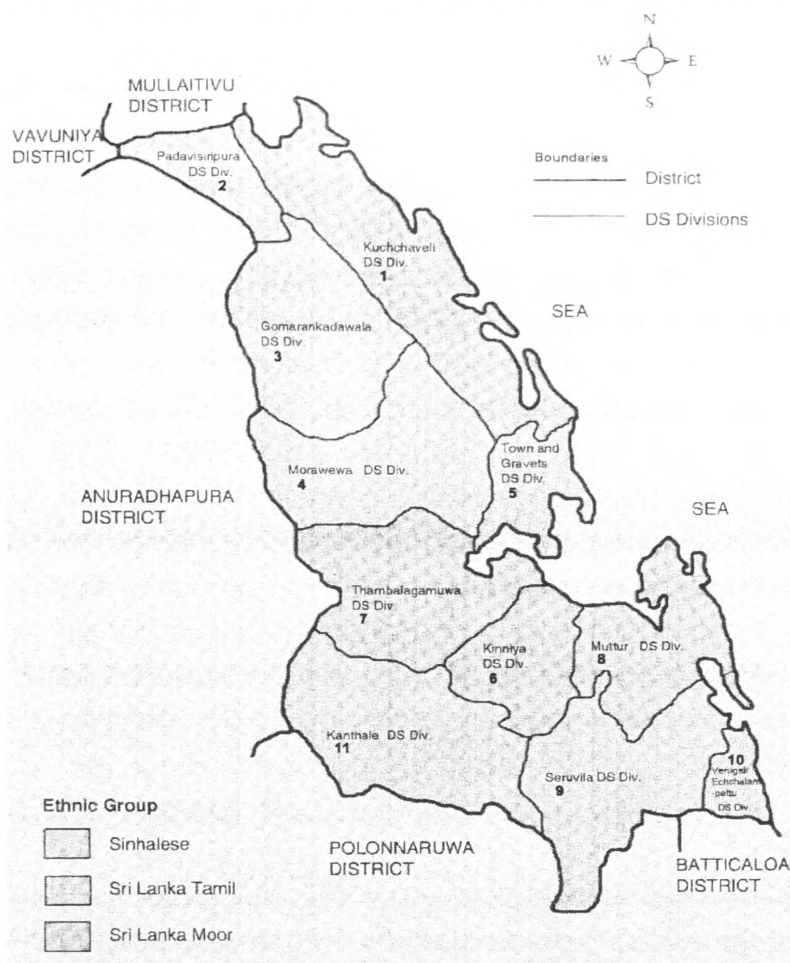 N
W E
S
MULLAITIVU
DISTRICT
VAVUNIYA
DISTRICT
Padavisiripura
DS Div.
2
Boundaries
District
DS Divisions
Kuchchaveli
DS Div.
1
SEA
Gomarankadawala
DS Div.
3
Town and
Gravets
DS Div.
5
Morawewa DS Div.
4
ANURADHAPURA
DISTRICT
SEA
Thambalagamuwa
DS Div.
7
Kinniya
DS Div.
6
Muttur DS Div.
8
Kanthale DS Div.
11
Seruvila DS Div.
9
10
Echchalam
-pattu
DS Div.
Ethnic Group
Sinhalese
Sri Lanka Tamil
Sri Lanka Moor
POLONNARUWA
DISTRICT
BATTICALOA
DISTRICT